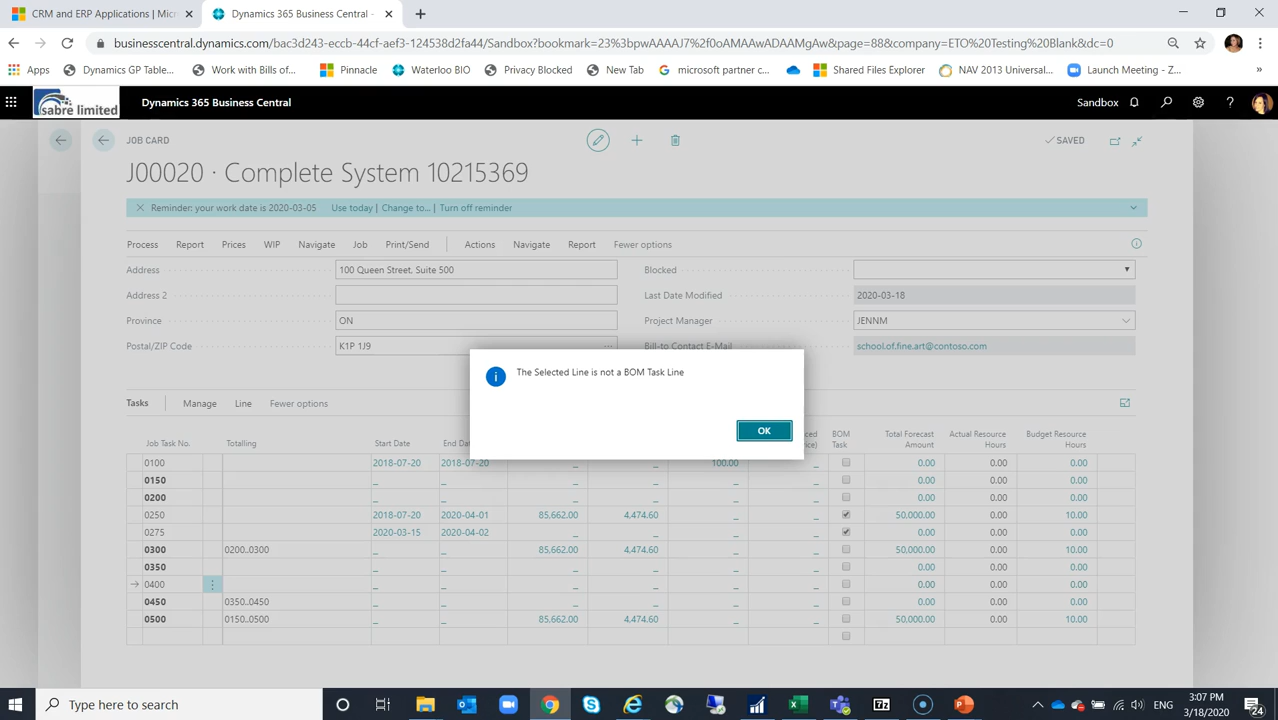 CRM and ERP Applications | Mic
Dynamics 365 Business Central -
businesscentral.dynamics.com/bac3d243-eccb-44cf-aef3-124538d2fa44/Sandbox?bookmark=23%3bpwAAAAJ7%2f0oAMAAwADAAMgAw&page=88&company=ETO%20Testing%20Blank&dc=0
Apps Dynamics GP Table... Work with Bills of... Pinnacle Waterloo BIO Privacy Blocked New Tab microsoft partner c... Shared Files Explorer NAV 2013 Universal... Launch Meeting - Z... »
sabre limited Dynamics 365 Business Central Sandbox
JOB CARD SAVED
J00020 · Complete System 10215369
Reminder: your work date is 2020-03-05 Use today | Change to... | Turn off reminder
Process Report Prices WIP Navigate Job Print/Send Actions Navigate Report Fewer options
Address 100 Queen Street, Suite 500 Blocked
Address 2 Last Date Modified 2020-03-18
Province ON Project Manager JENNM
Postal/ZIP Code K1P 1J9 ... Bill-to Contact E-Mail school.of.fine.art@contoso.com
The Selected Line is not a BOM Task Line
OK
Tasks Manage Line Fewer options
Job Task No. Totalling Start Date End Da BOM Task Total Forecast Amount Actual Resource Hours Budget Resource Hours
0100 2018-07-20 2018-07-20 _ _ 100.00 _ 0.00 0.00 0.00
0150 _ _ _ _ _ _ 0.00 0.00 0.00
0200 _ _ _ _ _ _ 0.00 0.00 0.00
0250 2018-07-20 2020-04-01 85,662.00 4,474.60 _ _ 50,000.00 0.00 10.00
0275 2020-03-15 2020-04-02 _ _ _ _ 0.00 0.00 0.00
0300 0200..0300 _ _ 85,662.00 4,474.60 _ _ 50,000.00 0.00 10.00
0350 _ _ _ _ _ _ 0.00 0.00 0.00
0400 _ _ _ _ _ _ 0.00 0.00 0.00
0450 0350..0450 _ _ _ _ _ _ 0.00 0.00 0.00
0500 0150..0500 _ _ 85,662.00 4,474.60 _ _ 50,000.00 0.00 10.00
Type here to search 7z ENG 3:07 PM
3/18/2020 24